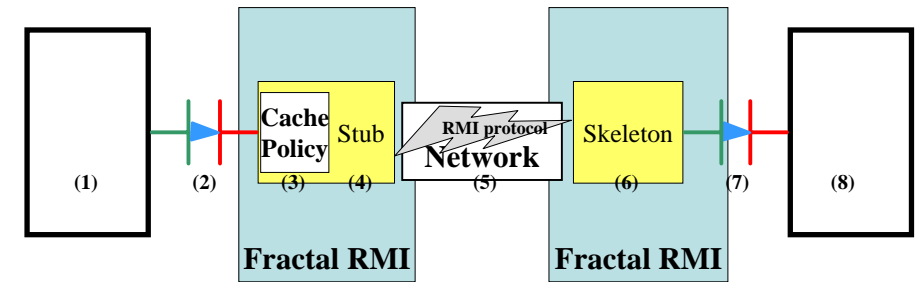 Cache
Policy
Stub
RMI protocol
Network
Skeleton
(1)
(2)
(3)
(4)
(5)
(6)
(7)
(8)
Fractal RMI
Fractal RMI